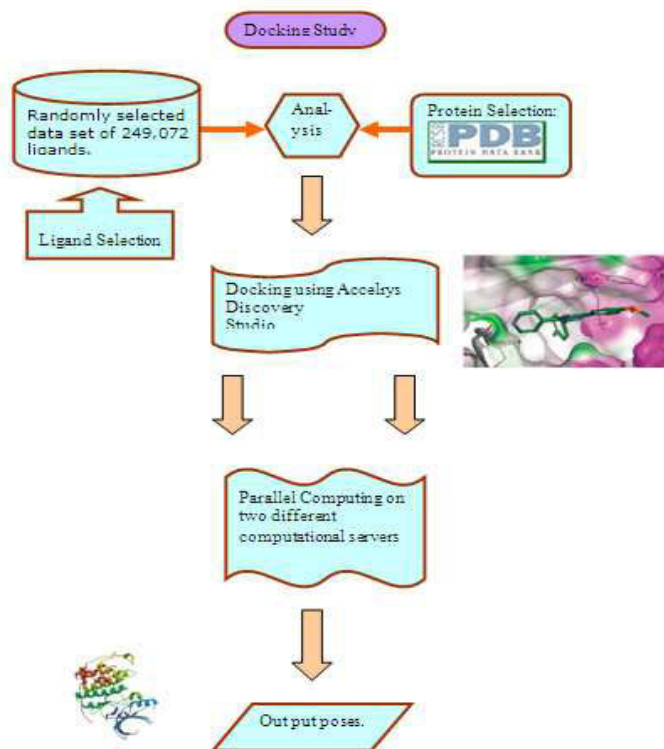 Docking Study
Randomly selected
data set of 249,072
ligands.
Anal-
ysis
Protein Selection:
RCSB
PDB
PROTEIN DATA BANK
Ligand Selection
Docking using Accelrys
Discovery
Studio
Parallel Computing on
two different
computational servers
Out put poses.